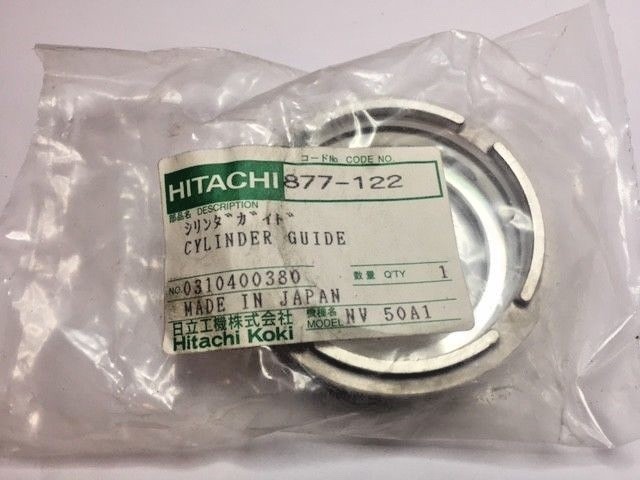 コードNo. CODE NO.
HITACHI 877-122
部品名 DESCRIPTION
シリンダガイド
CYLINDER GUIDE
NO. 0310400380 数量 Q'TY 1
MADE IN JAPAN
日立工機株式会社 機種名
Hitachi Koki MODEL NV 50A1